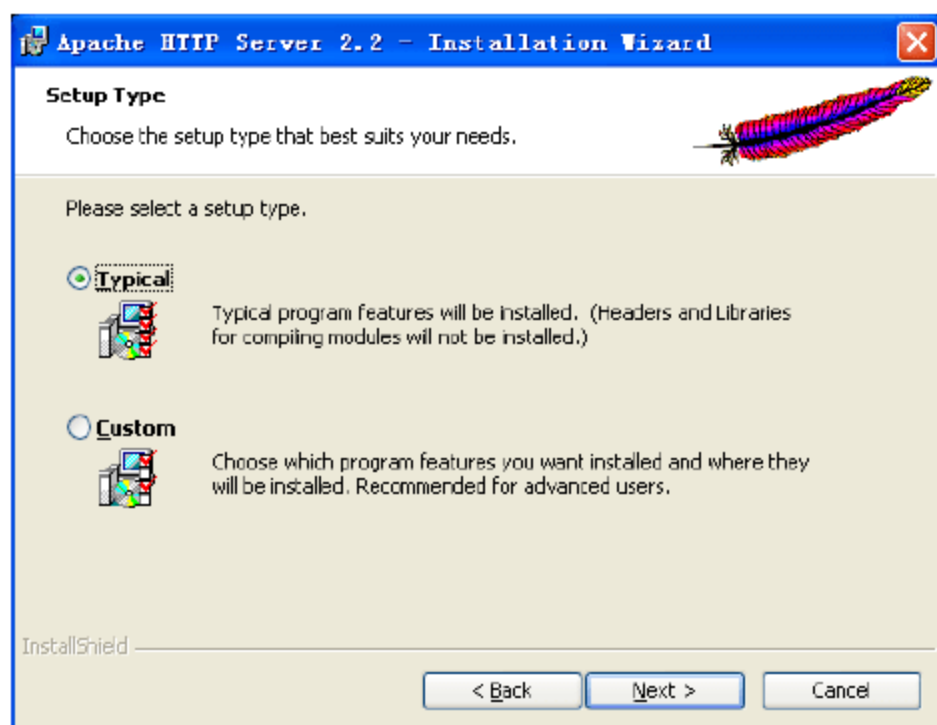 Apache HTTP Server 2.2 - Installation Wizard
Setup Type
Choose the setup type that best suits your needs.
Please select a setup type.
Typical
Typical program features will be installed. (Headers and Libraries
for compiling modules will not be installed.)
Custom
Choose which program features you want installed and where they
will be installed. Recommended for advanced users.
InstallShield
< Back
Next >
Cancel